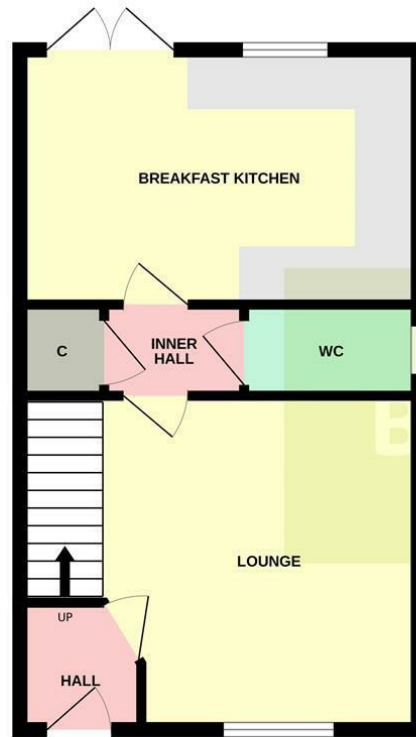 BREAKFAST KITCHEN
C
INNER
HALL
WC
LOUNGE
UP
HALL
B